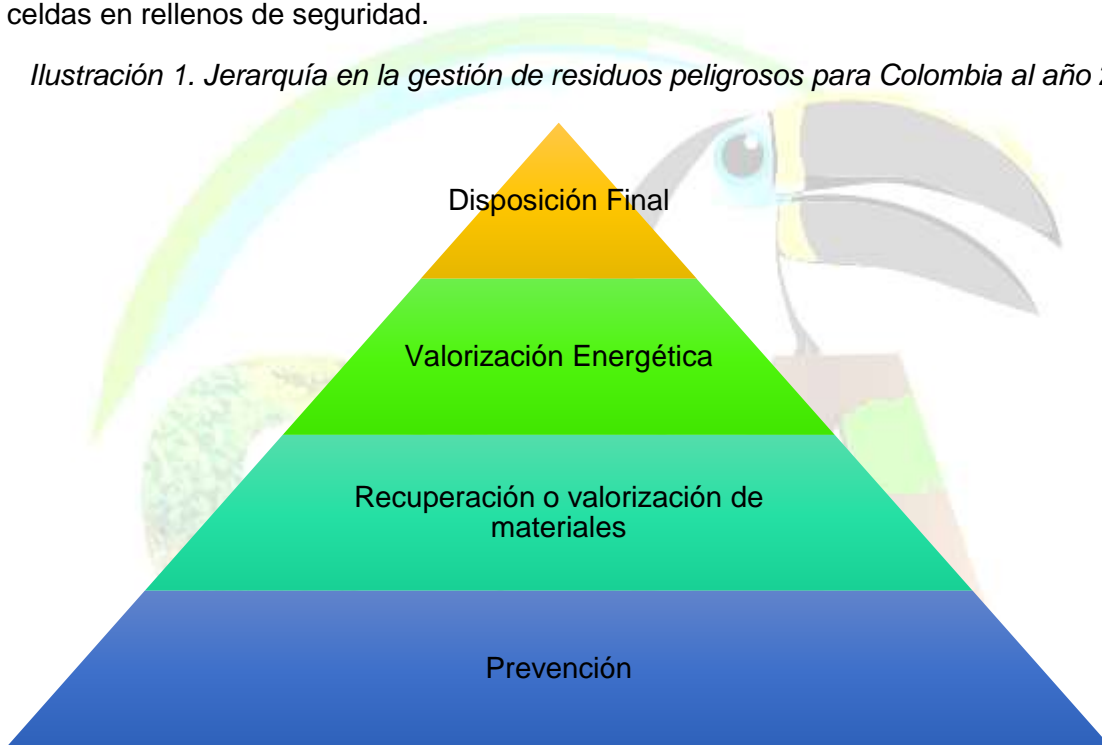 celdas en rellenos de seguridad.
Ilustración 1. Jerarquía en la gestión de residuos peligrosos para Colombia al año
Disposición Final
Valorización Energética
Recuperación o valorización de
materiales
Prevención